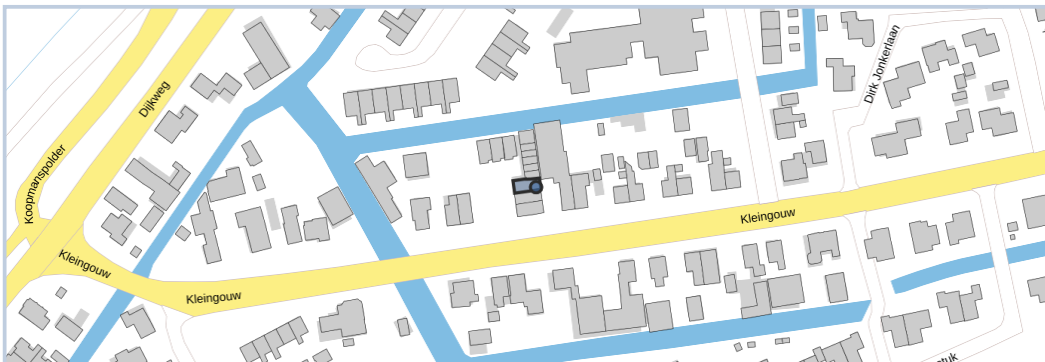 Dirk Jonkerlaan
Dijkweg
Koopmanspolder
Kleingouw
Kleingouw
Kleingouw